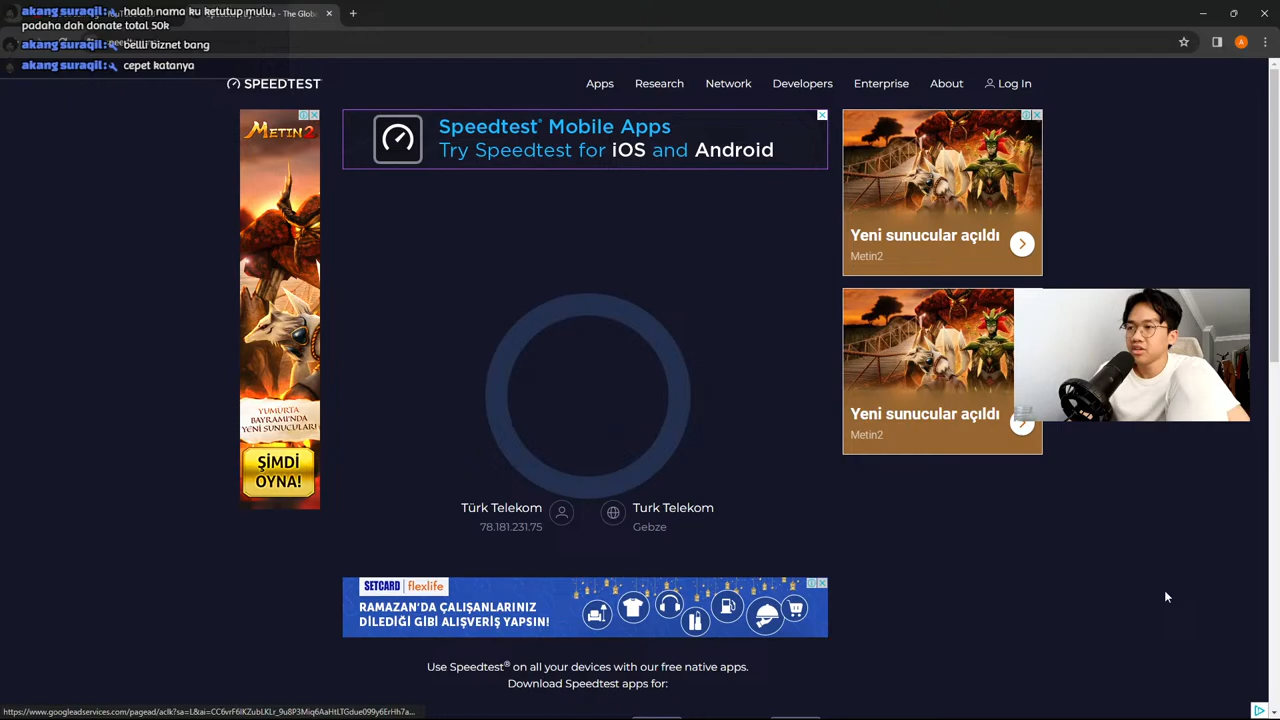 akang suraqil: halah nama ku ketutup mulu,
padaha dah donate total 50k
akang suraqil: bellli biznet bang
akang suraqil: cepet katanya
The Glob
SPEEDTEST
Apps
Research
Network
Developers
Enterprise
About
Log In
METIN2
YUMURTA
BAYRAMI'NDA
YENİ SUNUCULAR!
ŞİMDİ
OYNA!
Speedtest® Mobile Apps
Try Speedtest for iOS and Android
Yeni sunucular açıldı
Metin2
Yeni sunucular açıldı
Metin2
Türk Telekom
78.181.231.75
Turk Telekom
Gebze
SETCARD flexlife
RAMAZAN'DA ÇALIŞANLARINIZ
DİLEDİĞİ GİBİ ALIŞVERİŞ YAPSIN!
Use Speedtest® on all your devices with our free native apps.
Download Speedtest apps for: